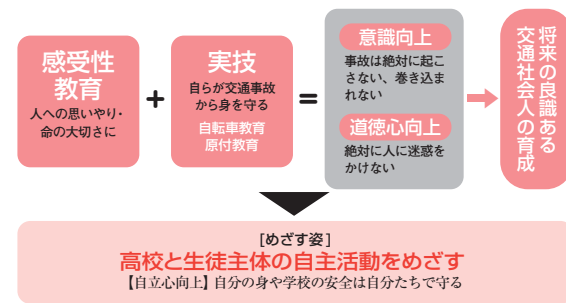 感受性
教育
人への思いやり・
命の大切さに
+
実技
自らが交通事故
から身を守る
自転車教育
原付教育
=
意識向上
事故は絶対に起こ
さない、巻き込ま
れない
道徳心向上
絶対に人に迷惑を
かけない
将来の良識ある
交通社会人の育成
[めざす姿]
高校と生徒主体の自主活動をめざす
【自立心向上】自分の身や学校の安全は自分たちで守る